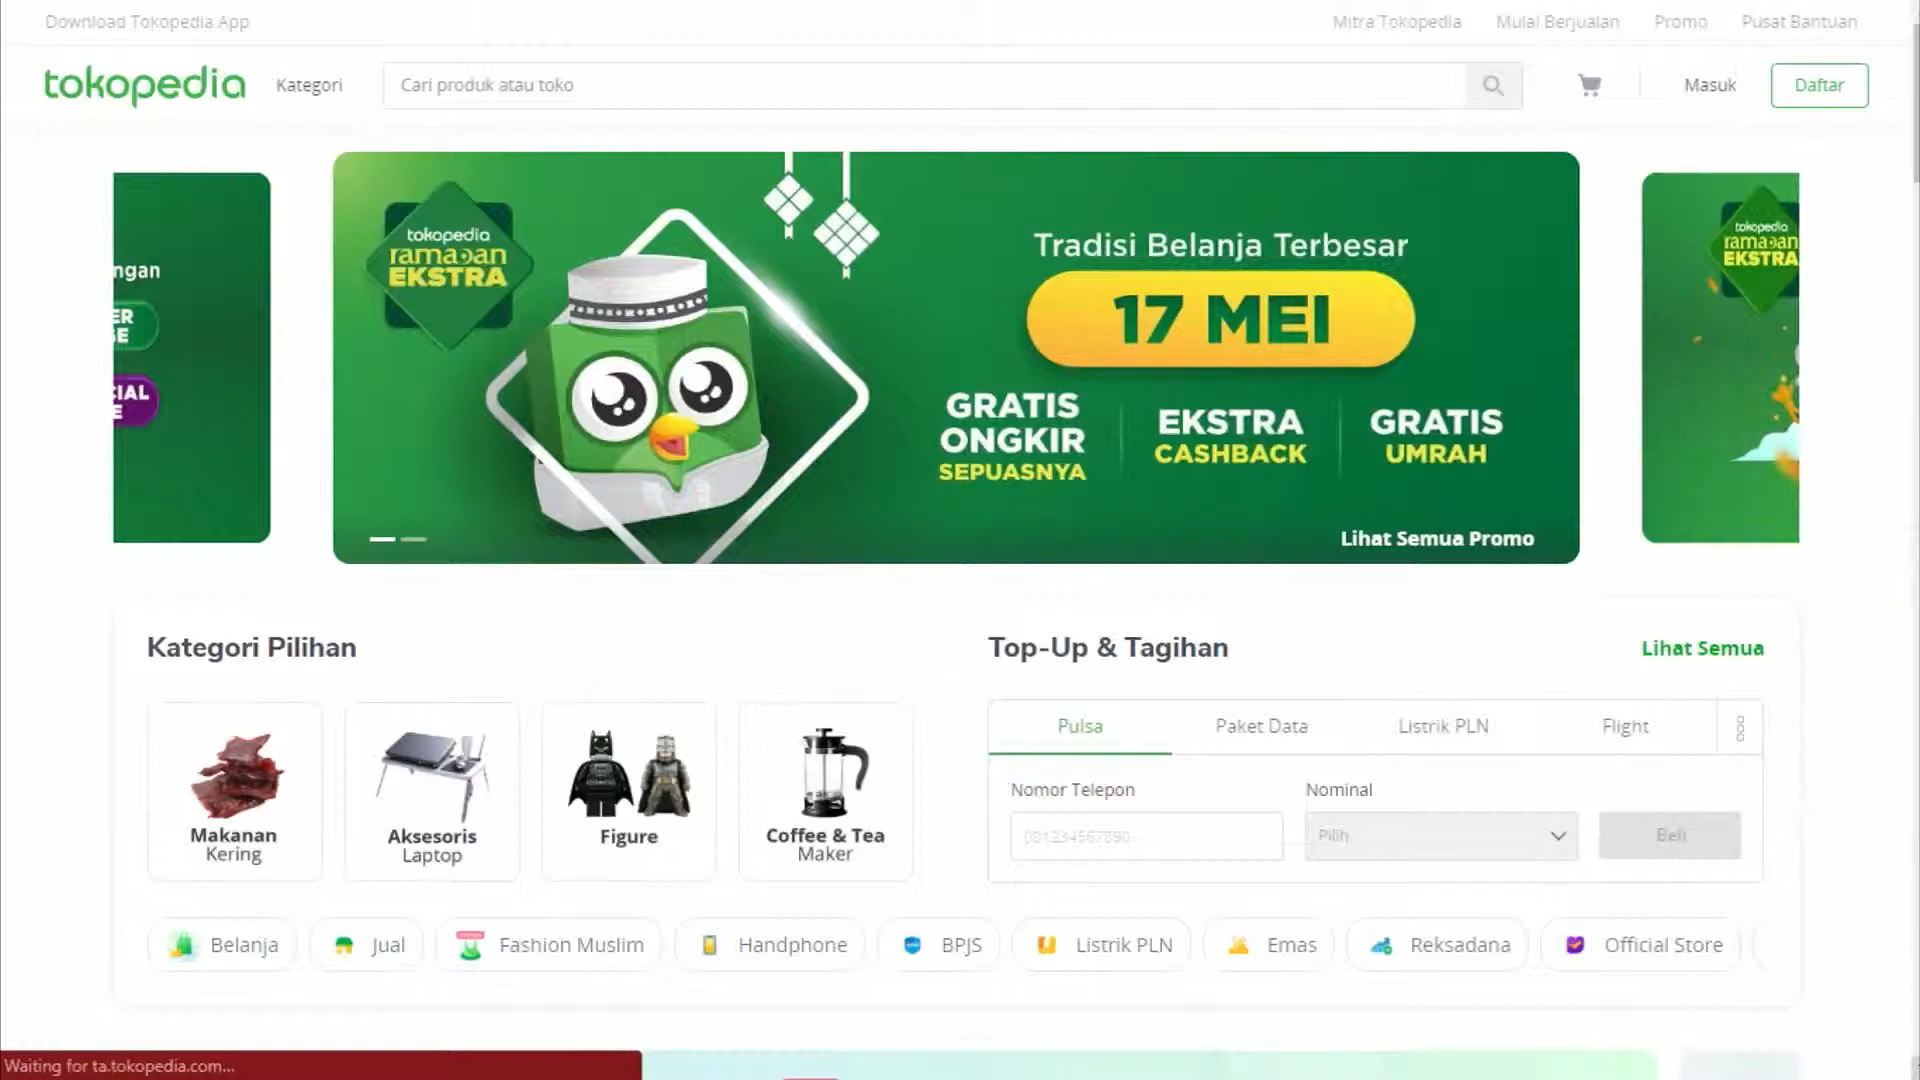 Download Tokopedia App
Mitra Tokopedia Mulai Berjualan Promo Pusat Bantuan
tokopedia Kategori Cari produk atau toko Masuk Daftar
ngan
ER
GE
CIAL
E
tokopedia
ramadan
EKSTRA
Tradisi Belanja Terbesar
17 MEI
GRATIS
ONGKIR
SEPUASNYA
EKSTRA
CASHBACK
GRATIS
UMRAH
Lihat Semua Promo
tokopedia
ramadan
EKSTRA
Kategori Pilihan
Makanan
Kering
Aksesoris
Laptop
Figure
Coffee & Tea
Maker
Top-Up & Tagihan Lihat Semua
Pulsa Paket Data Listrik PLN Flight
Nomor Telepon Nominal
081234567890 Pilih Beli
Belanja Jual Fashion Muslim Handphone BPJS Listrik PLN Emas Reksadana Official Store
Waiting for ta.tokopedia.com...